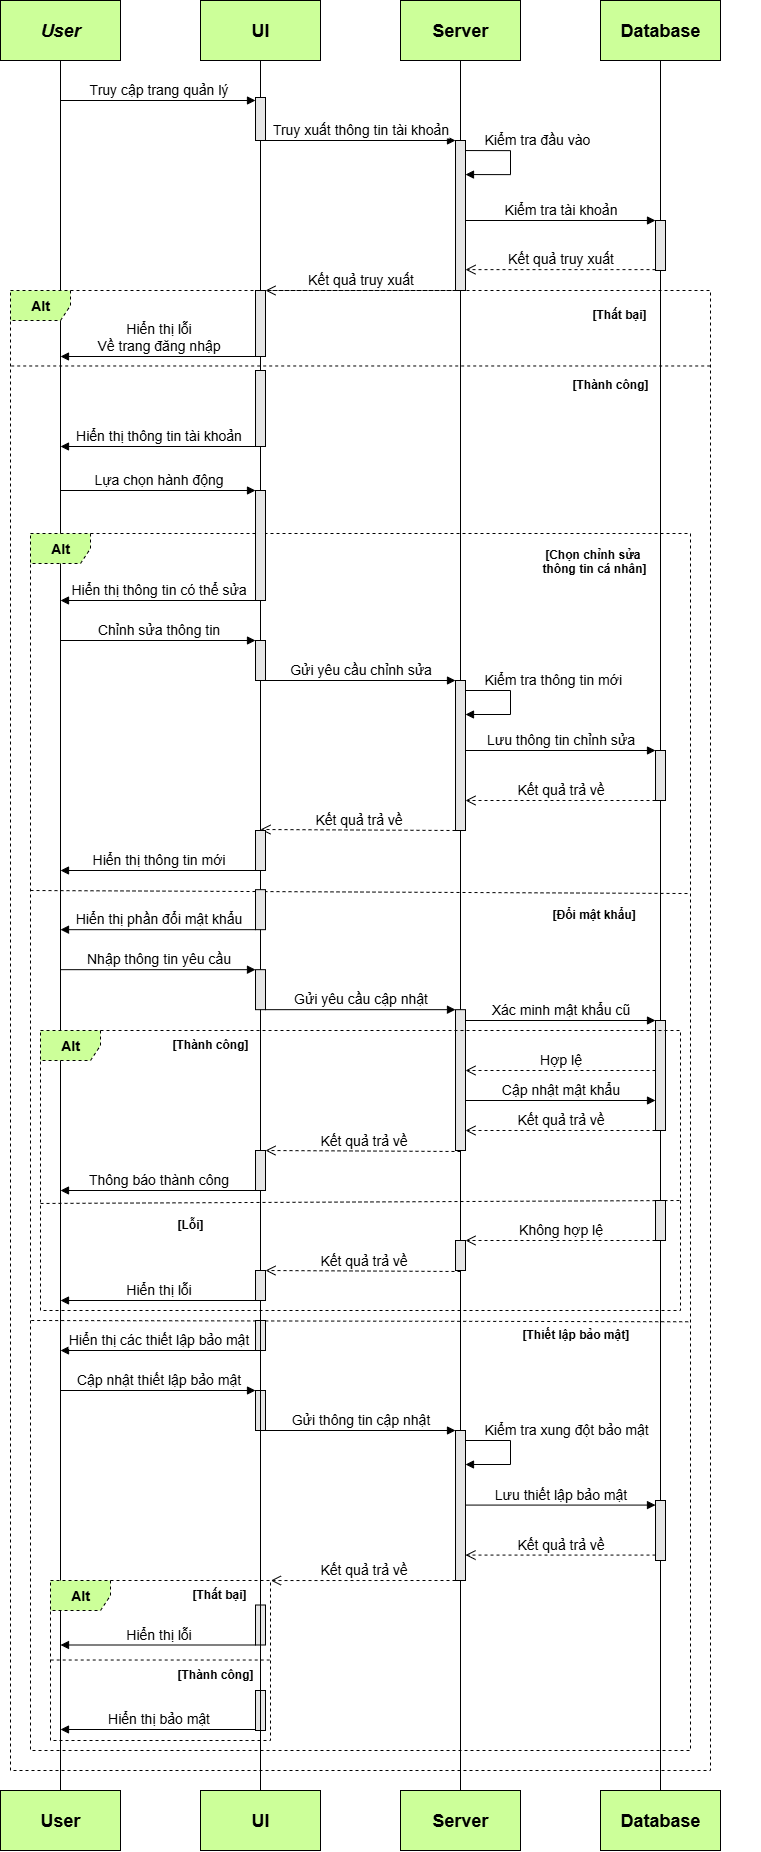 User
UI
Server
Database
Truy cập trang quản lý
Truy xuất thông tin tài khoản
Kiểm tra đầu vào
Kiểm tra tài khoản
Kết quả truy xuất
Kết quả truy xuất
Alt
[Thất bại]
Hiển thị lỗi
Về trang đăng nhập
[Thành công]
Hiển thị thông tin tài khoản
Lựa chọn hành động
Alt
[Chọn chỉnh sửa
thông tin cá nhân]
Hiển thị thông tin có thể sửa
Chỉnh sửa thông tin
Gửi yêu cầu chỉnh sửa
Kiểm tra thông tin mới
Lưu thông tin chỉnh sửa
Kết quả trả về
Kết quả trả về
Hiển thị thông tin mới
[Đổi mật khẩu]
Hiển thị phần đổi mật khẩu
Nhập thông tin yêu cầu
Gửi yêu cầu cập nhật
Xác minh mật khẩu cũ
Alt
[Thành công]
Hợp lệ
Cập nhật mật khẩu
Kết quả trả về
Kết quả trả về
Thông báo thành công
[Lỗi]
Không hợp lệ
Kết quả trả về
Hiển thị lỗi
[Thiết lập bảo mật]
Hiển thị các thiết lập bảo mật
Cập nhật thiết lập bảo mật
Gửi thông tin cập nhật
Kiểm tra xung đột bảo mật
Lưu thiết lập bảo mật
Kết quả trả về
Kết quả trả về
Alt
[Thất bại]
Hiển thị lỗi
[Thành công]
Hiển thị bảo mật
User
UI
Server
Database